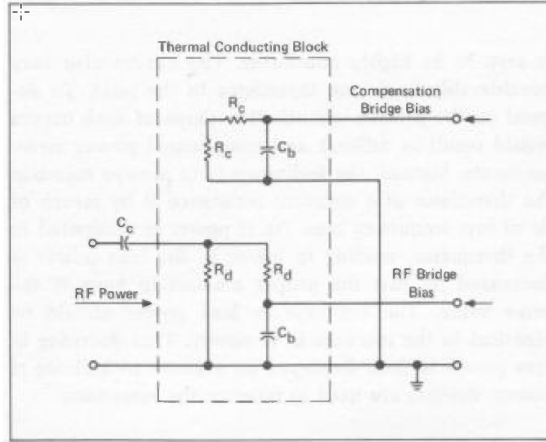 Thermal Conducting Block
Compensation
Bridge Bias
Rc
Rc
Cb
Cc
Rd
Rd
RF Power
RF Bridge
Bias
Cb